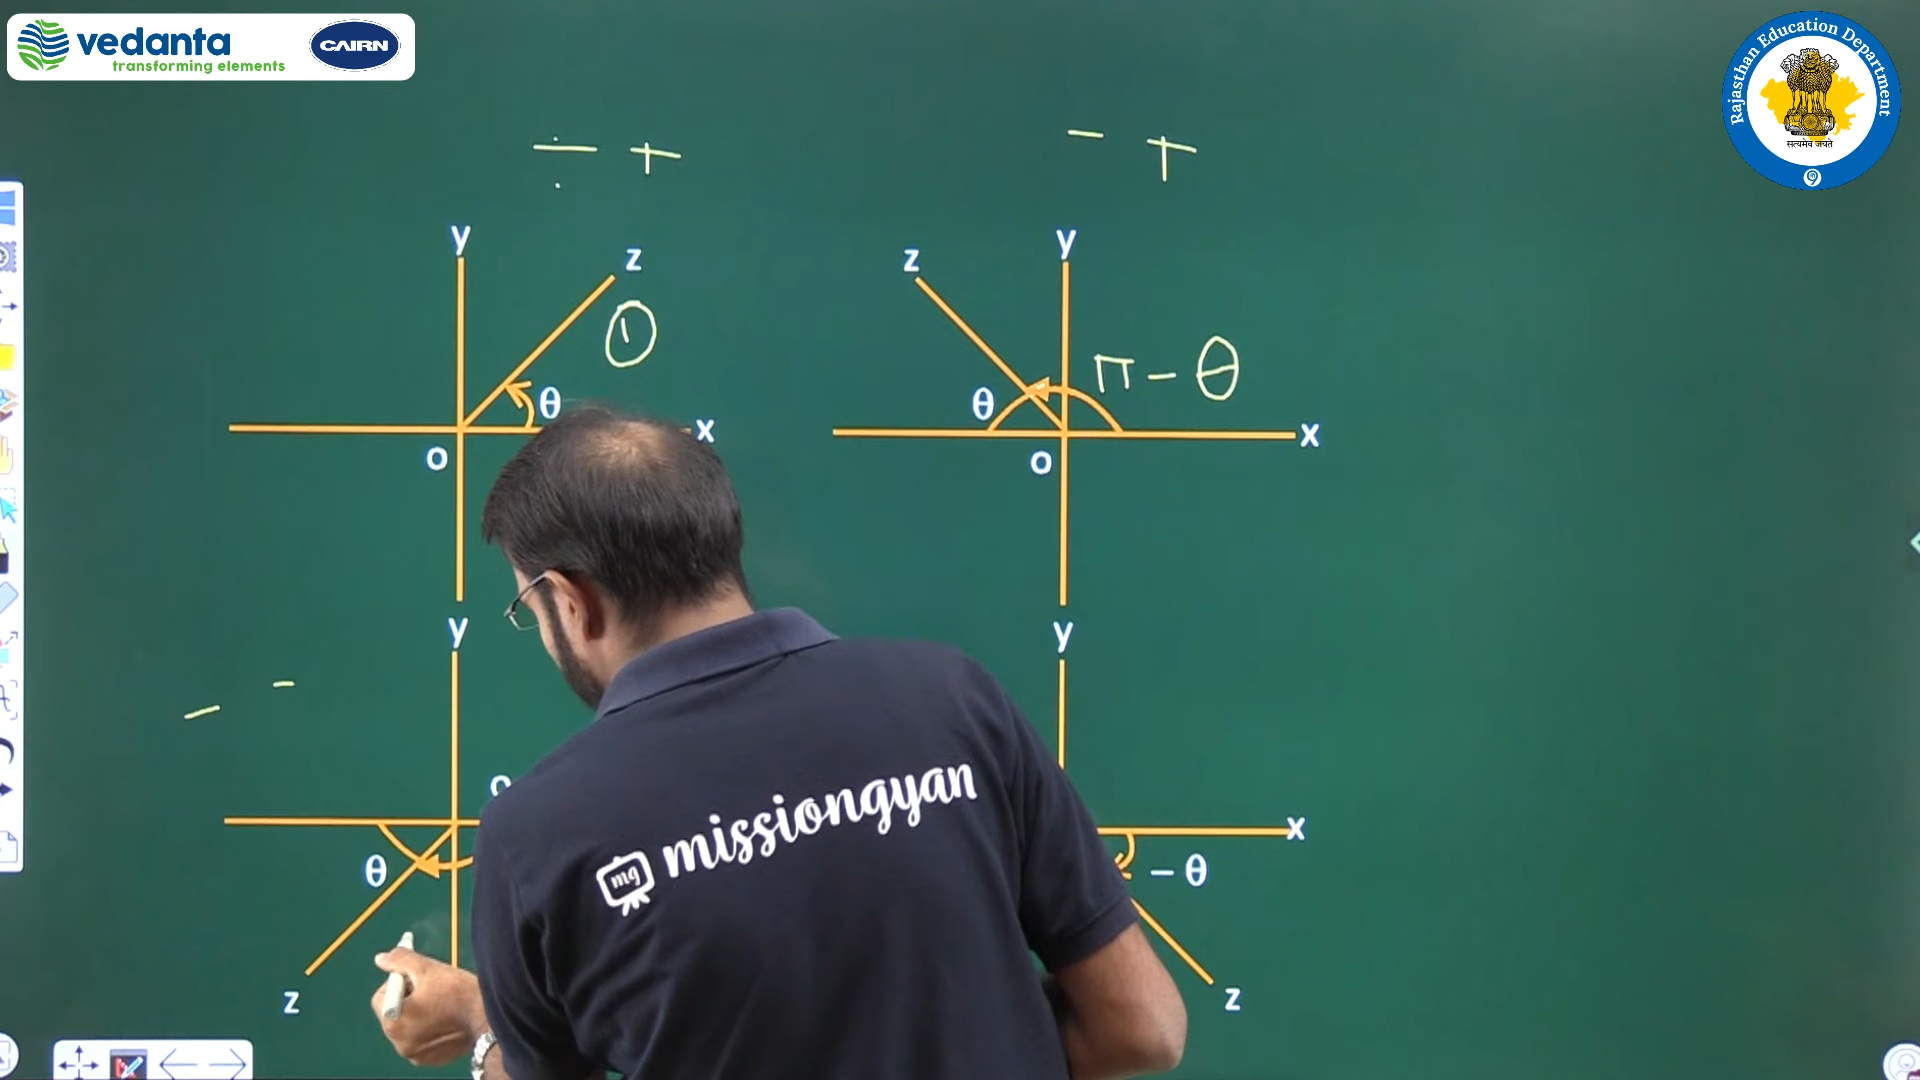 vedanta
transforming elements
CAIRN
Rajasthan Education Department
सत्यमेव जयते
− +
− +
y
z
①
θ
x
o
y
z
π − θ
θ
x
o
y
− −
θ
z
y
x
− θ
z
mg missiongyan